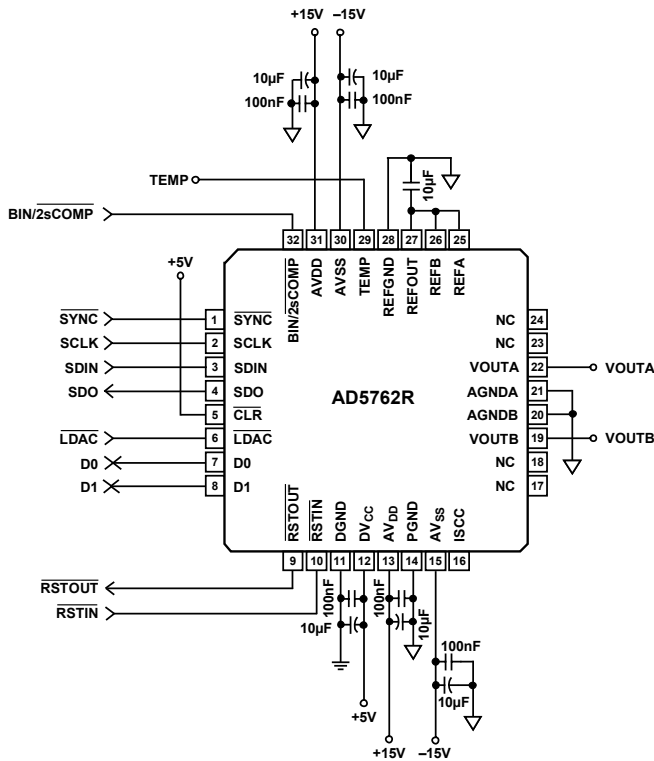 +15V –15V
10µF 10µF
100nF 100nF
TEMP
10µF
BIN/2sCOMP
32 31 30 29 28 27 26 25
BIN/2sCOMP
AVDD
AVSS
TEMP
REFGND
REFOUT
REFB
REFA
+5V
SYNC 1 SYNC
SCLK 2 SCLK
SDIN 3 SDIN
SDO 4 SDO
5 CLR
LDAC 6 LDAC
D0 7 D0
D1 8 D1
AD5762R
NC 24
NC 23
VOUTA 22 VOUTA
AGNDA 21
AGNDB 20
VOUTB 19 VOUTB
NC 18
NC 17
RSTOUT
RSTIN
DGND
DVCC
AVDD
PGND
AVSS
ISCC
9 10 11 12 13 14 15 16
RSTOUT
RSTIN
100nF
10µF
100nF
10µF
100nF
10µF
+5V
+15V –15V